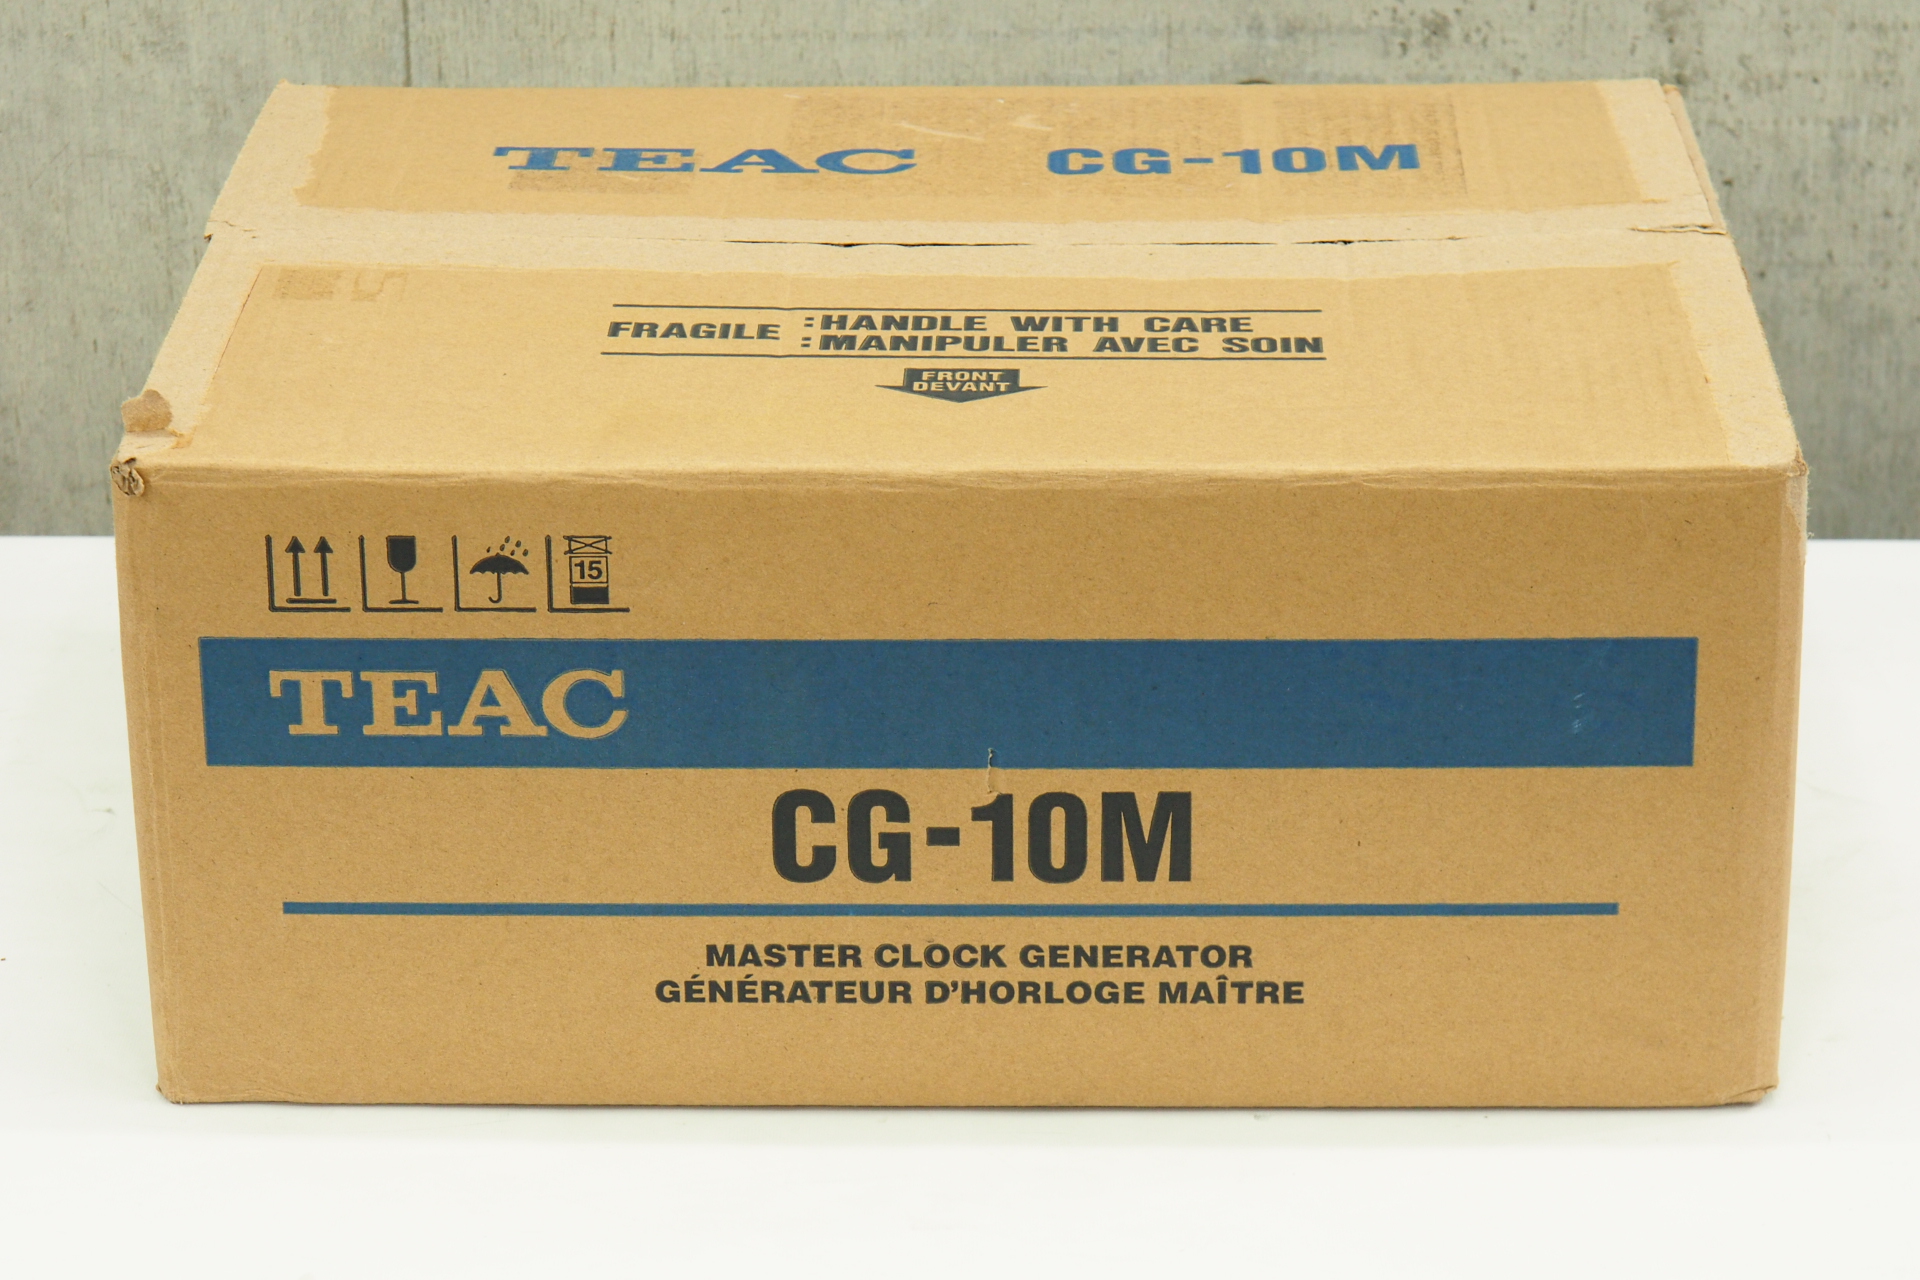 TEAC CG-10M
FRAGILE :HANDLE WITH CARE
:MANIPULER AVEC SOIN
FRONT
DEVANT
15
TEAC
CG-10M
MASTER CLOCK GENERATOR
GÉNÉRATEUR D'HORLOGE MAÎTRE